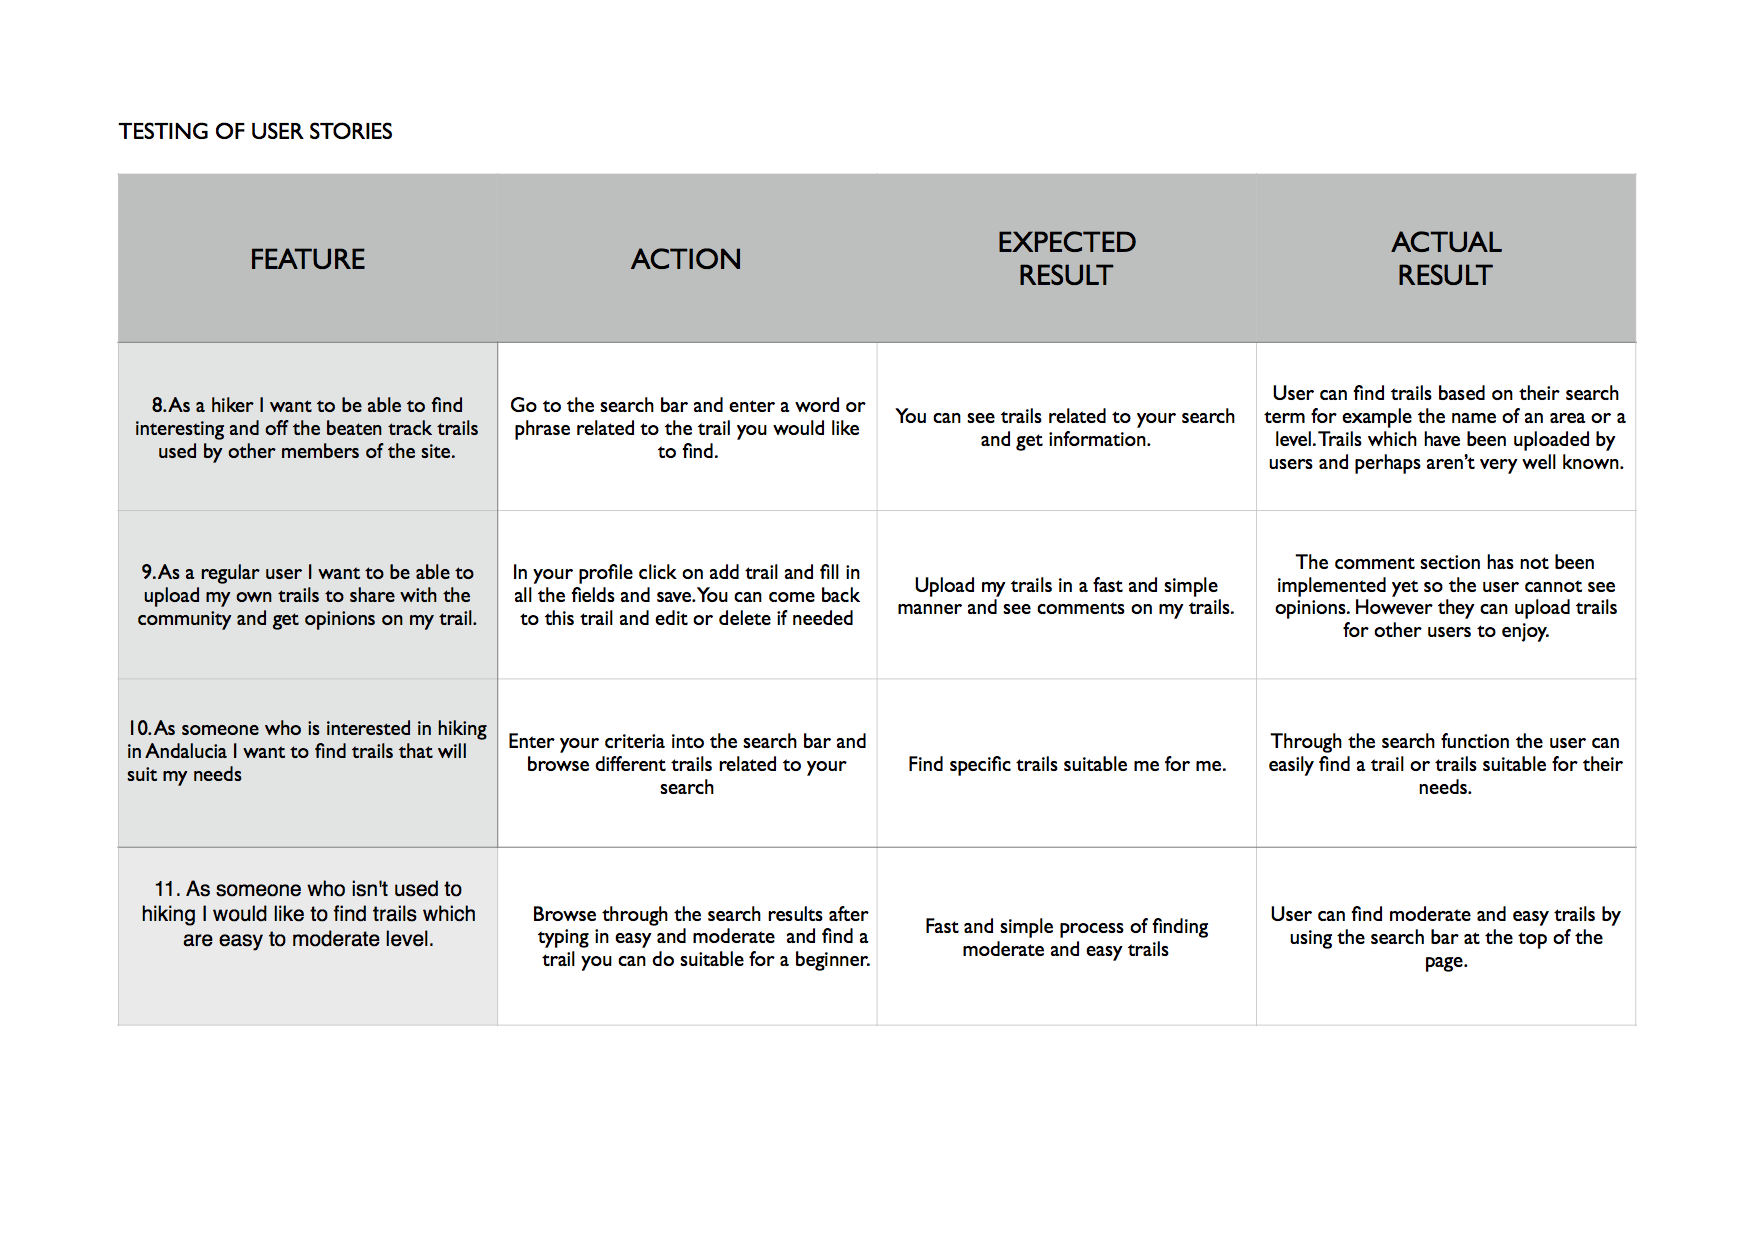 TESTING OF USER STORIES
FEATURE
ACTION
EXPECTED
RESULT
ACTUAL
RESULT
8. As a hiker I want to be able to find
interesting and off the beaten track trails
used by other members of the site.
Go to the search bar and enter a word or
phrase related to the trail you would like
to find.
You can see trails related to your search
and get information.
User can find trails based on their search
term for example the name of an area or a
level. Trails which have been uploaded by
users and perhaps aren’t very well known.
9. As a regular user I want to be able to
upload my own trails to share with the
community and get opinions on my trail.
In your profile click on add trail and fill in
all the fields and save. You can come back
to this trail and edit or delete if needed
Upload my trails in a fast and simple
manner and see comments on my trails.
The comment section has not been
implemented yet so the user cannot see
opinions. However they can upload trails
for other users to enjoy.
10. As someone who is interested in hiking
in Andalucia I want to find trails that will
suit my needs
Enter your criteria into the search bar and
browse different trails related to your
search
Find specific trails suitable me for me.
Through the search function the user can
easily find a trail or trails suitable for their
needs.
11. As someone who isn't used to
hiking I would like to find trails which
are easy to moderate level.
Browse through the search results after
typing in easy and moderate  and find a
trail you can do suitable for a beginner.
Fast and simple process of finding
moderate and easy trails
User can find moderate and easy trails by
using the search bar at the top of the
page.